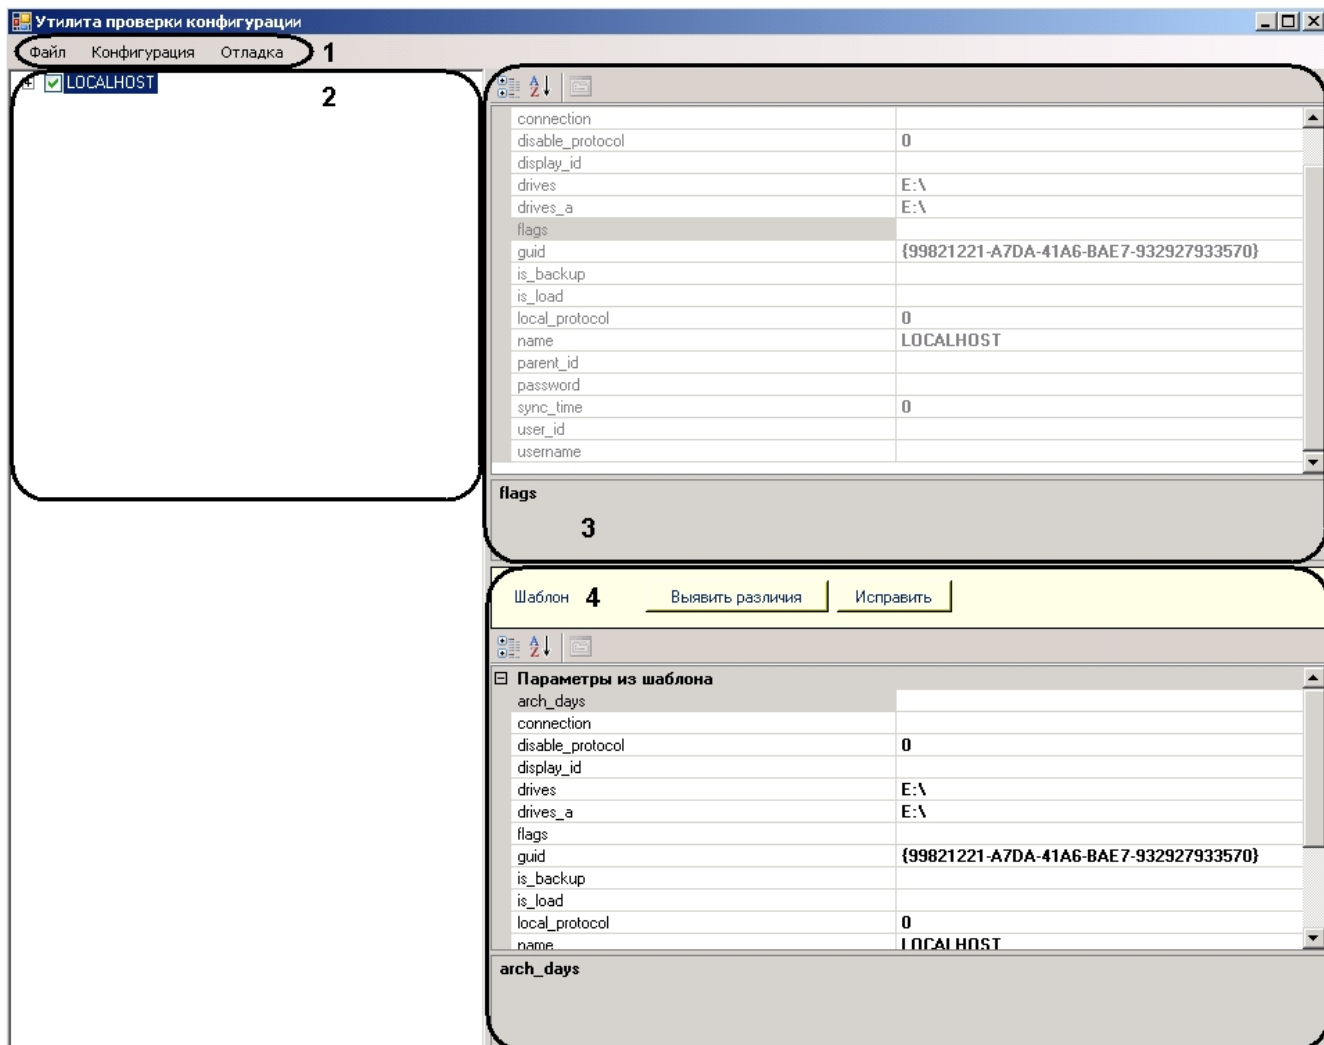 Утилита проверки конфигурации
Файл Конфигурация Отладка 1
LOCALHOST
2
connection
disable_protocol 0
display_id
drives E:\
drives_a E:\
flags
guid {99821221-A7DA-41A6-BAE7-932927933570}
is_backup
is_load
local_protocol 0
name LOCALHOST
parent_id
password
sync_time 0
user_id
username
flags
3
Шаблон 4 Выявить различия Исправить
Параметры из шаблона
arch_days
connection
disable_protocol 0
display_id
drives E:\
drives_a E:\
flags
guid {99821221-A7DA-41A6-BAE7-932927933570}
is_backup
is_load
local_protocol 0
name LOCALHOST
arch_days